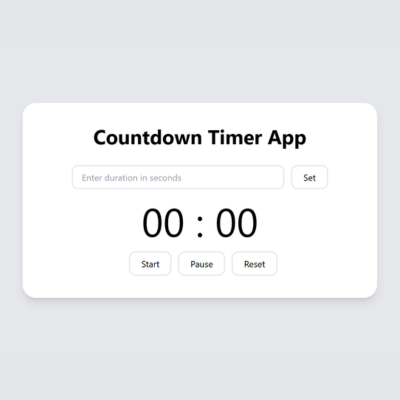 Countdown Timer App
Enter duration in seconds Set
00 : 00
Start Pause Reset